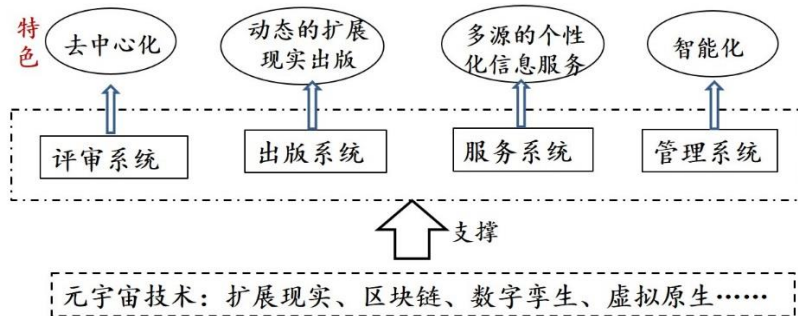 特色
去中心化
动态的扩展
现实出版
多源的个性
化信息服务
智能化
评审系统
出版系统
服务系统
管理系统
支撑
元宇宙技术：扩展现实、区块链、数字孪生、虚拟原生……